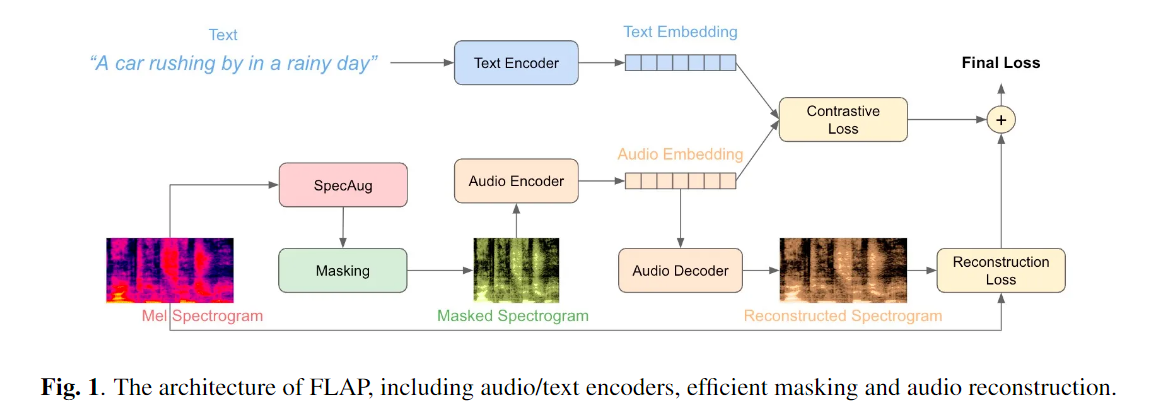 Text
Text Embedding
“A car rushing by in a rainy day”
Text Encoder
Final Loss
Contrastive
Loss
+
Audio Embedding
SpecAug
Audio Encoder
Masking
Audio Decoder
Reconstruction
Loss
Mel Spectrogram
Masked Spectrogram
Reconstructed Spectrogram
Fig. 1. The architecture of FLAP, including audio/text encoders, efficient masking and audio reconstruction.